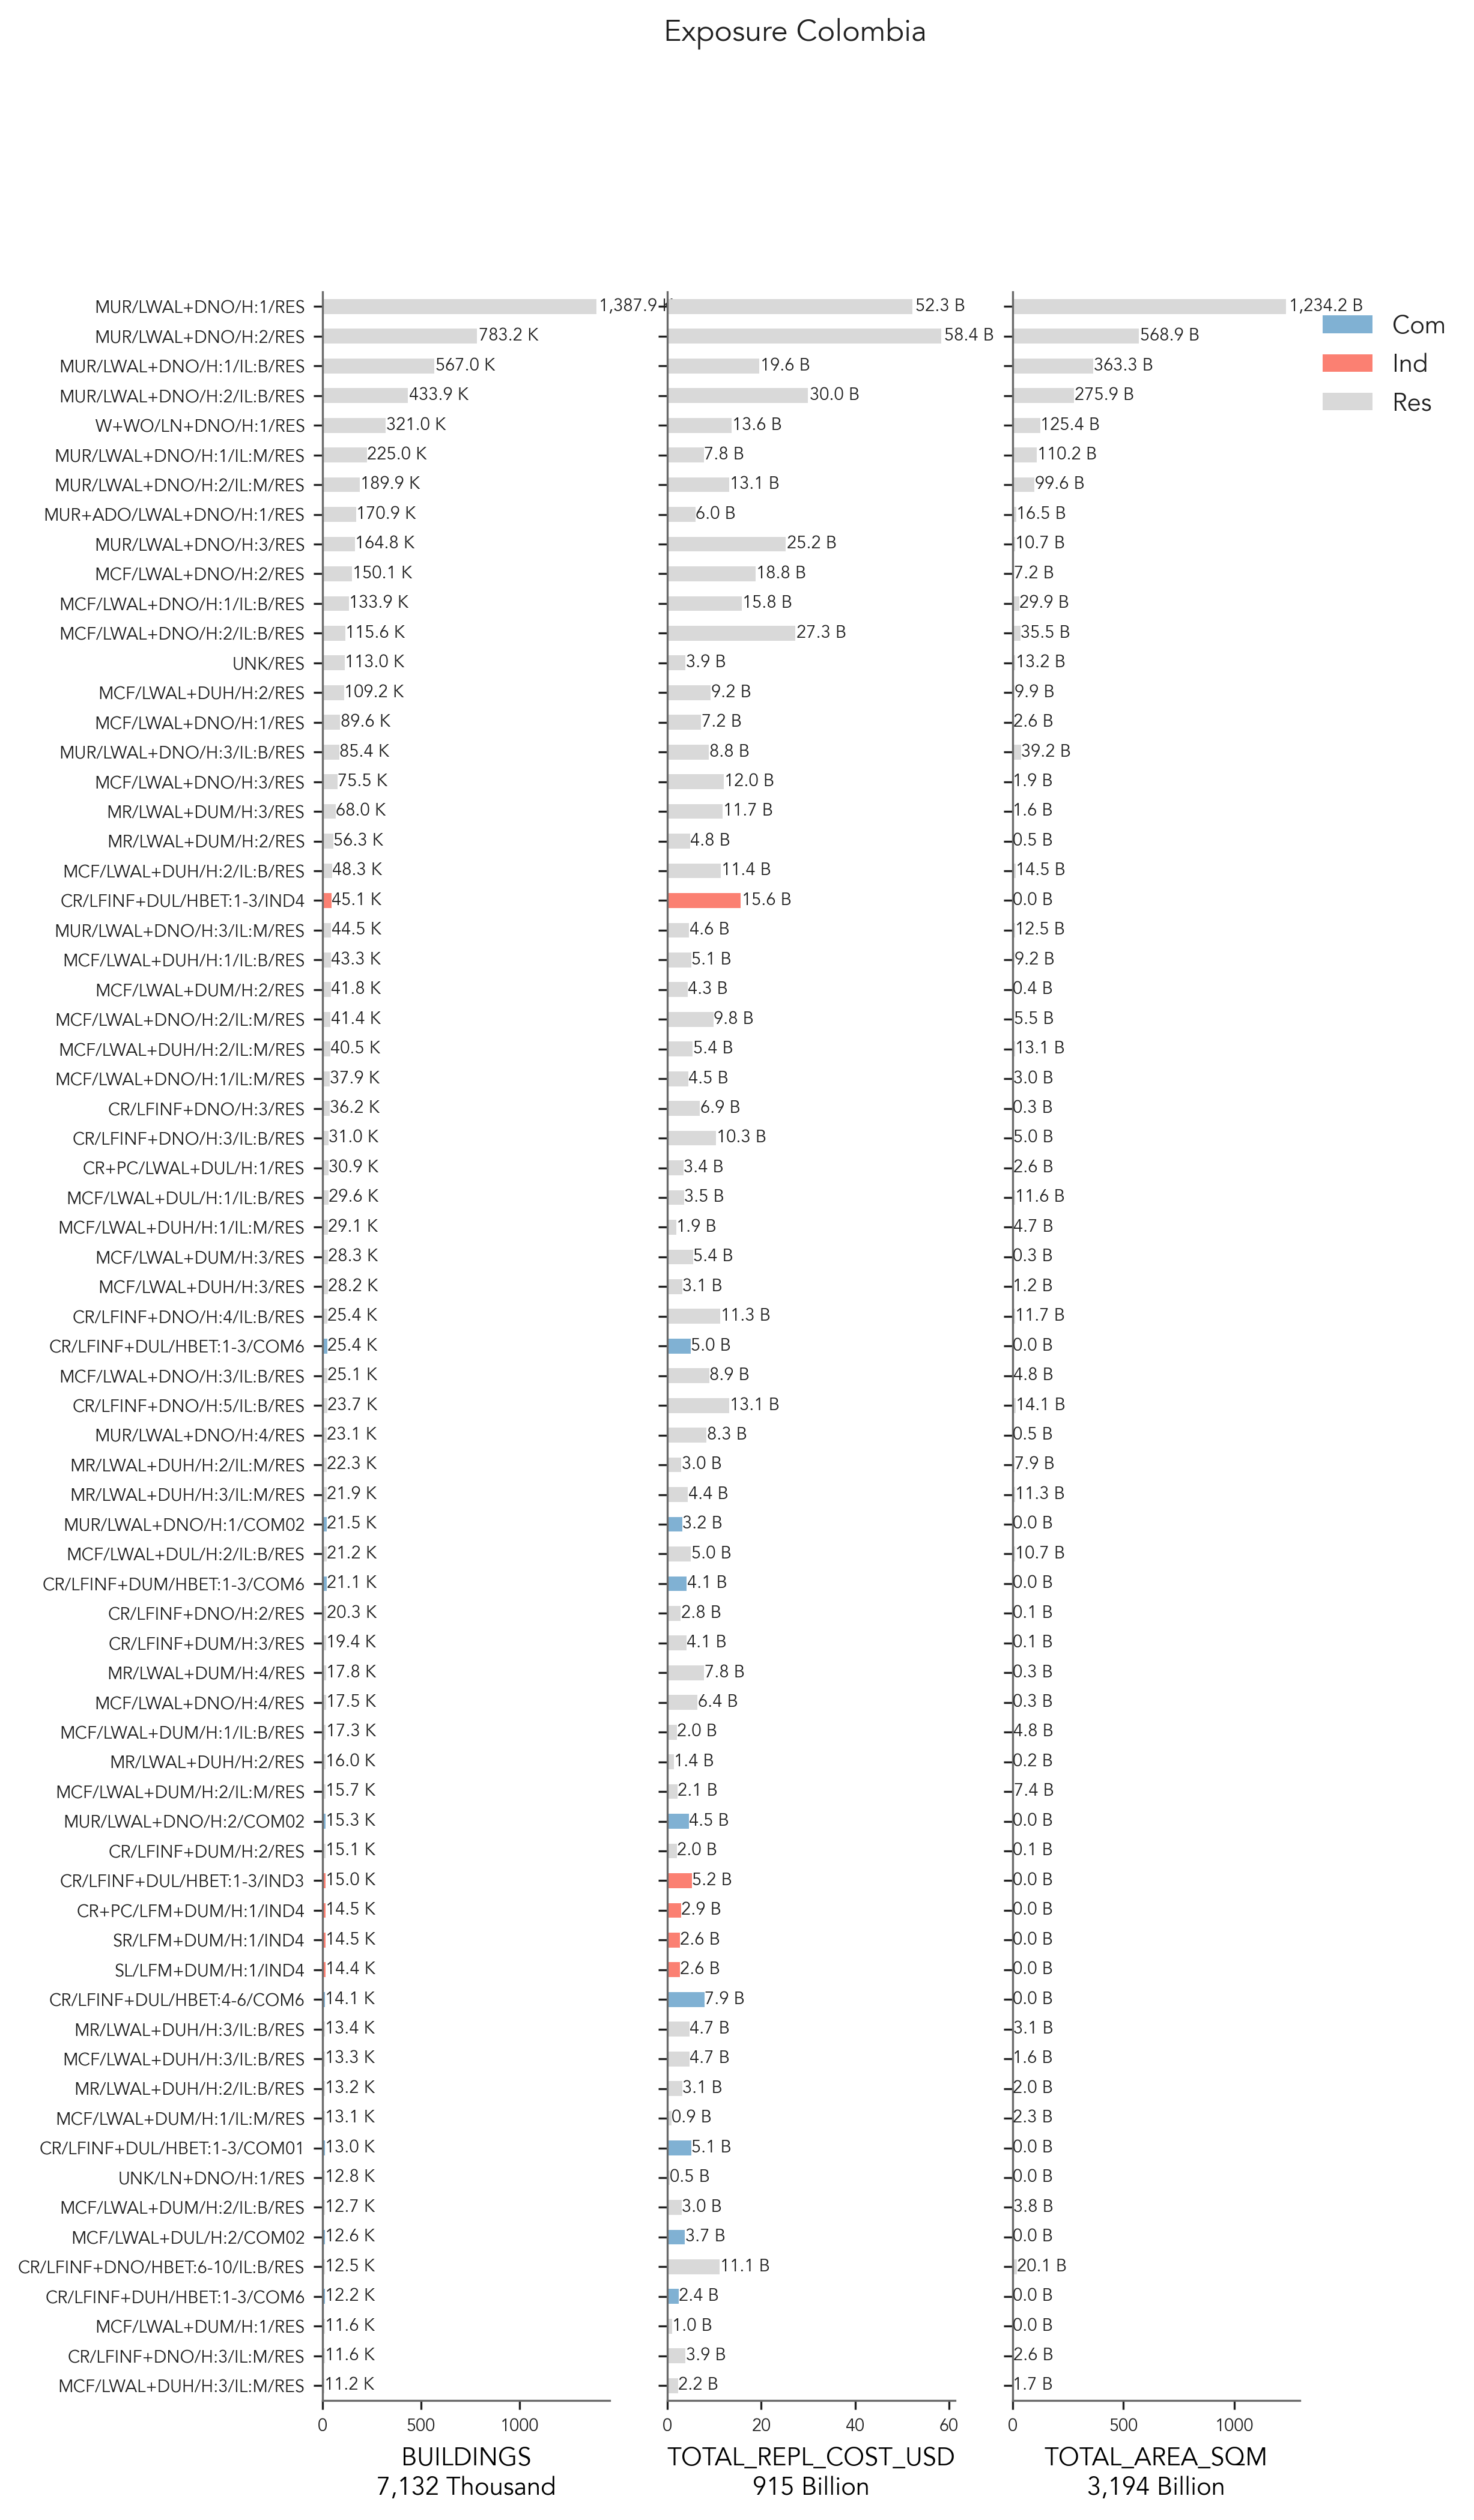 Exposure Colombia
MUR/LWAL+DNO/H:1/RES 1,387.9 52.3 B 1,234.2 B
Com
MUR/LWAL+DNO/H:2/RES 783.2 K 58.4 B 568.9 B
MUR/LWAL+DNO/H:1/IL:B/RES 567.0 K 19.6 B 363.3 B
Ind
MUR/LWAL+DNO/H:2/IL:B/RES 433.9 K 30.0 B 275.9 B
Res
W+WO/LN+DNO/H:1/RES 321.0 K 13.6 B 125.4 B
MUR/LWAL+DNO/H:1/IL:M/RES 225.0 K 7.8 B 110.2 B
MUR/LWAL+DNO/H:2/IL:M/RES 189.9 K 13.1 B 99.6 B
MUR+ADO/LWAL+DNO/H:1/RES 170.9 K 6.0 B 16.5 B
MUR/LWAL+DNO/H:3/RES 164.8 K 25.2 B 10.7 B
MCF/LWAL+DNO/H:2/RES 150.1 K 18.8 B 7.2 B
MCF/LWAL+DNO/H:1/IL:B/RES 133.9 K 15.8 B 29.9 B
MCF/LWAL+DNO/H:2/IL:B/RES 115.6 K 27.3 B 35.5 B
UNK/RES 113.0 K 3.9 B 13.2 B
MCF/LWAL+DUH/H:2/RES 109.2 K 9.2 B 9.9 B
MCF/LWAL+DNO/H:1/RES 89.6 K 7.2 B 2.6 B
MUR/LWAL+DNO/H:3/IL:B/RES 85.4 K 8.8 B 39.2 B
MCF/LWAL+DNO/H:3/RES 75.5 K 12.0 B 1.9 B
MR/LWAL+DUM/H:3/RES 68.0 K 11.7 B 1.6 B
MR/LWAL+DUM/H:2/RES 56.3 K 4.8 B 0.5 B
MCF/LWAL+DUH/H:2/IL:B/RES 48.3 K 11.4 B 14.5 B
CR/LFINF+DUL/HBET:1-3/IND4 45.1 K 15.6 B 0.0 B
MUR/LWAL+DNO/H:3/IL:M/RES 44.5 K 4.6 B 12.5 B
MCF/LWAL+DUH/H:1/IL:B/RES 43.3 K 5.1 B 9.2 B
MCF/LWAL+DUM/H:2/RES 41.8 K 4.3 B 0.4 B
MCF/LWAL+DNO/H:2/IL:M/RES 41.4 K 9.8 B 5.5 B
MCF/LWAL+DUH/H:2/IL:M/RES 40.5 K 5.4 B 13.1 B
MCF/LWAL+DNO/H:1/IL:M/RES 37.9 K 4.5 B 3.0 B
CR/LFINF+DNO/H:3/RES 36.2 K 6.9 B 0.3 B
CR/LFINF+DNO/H:3/IL:B/RES 31.0 K 10.3 B 5.0 B
CR+PC/LWAL+DUL/H:1/RES 30.9 K 3.4 B 2.6 B
MCF/LWAL+DUL/H:1/IL:B/RES 29.6 K 3.5 B 11.6 B
MCF/LWAL+DUH/H:1/IL:M/RES 29.1 K 1.9 B 4.7 B
MCF/LWAL+DUM/H:3/RES 28.3 K 5.4 B 0.3 B
MCF/LWAL+DUH/H:3/RES 28.2 K 3.1 B 1.2 B
CR/LFINF+DNO/H:4/IL:B/RES 25.4 K 11.3 B 11.7 B
CR/LFINF+DUL/HBET:1-3/COM6 25.4 K 5.0 B 0.0 B
MCF/LWAL+DNO/H:3/IL:B/RES 25.1 K 8.9 B 4.8 B
CR/LFINF+DNO/H:5/IL:B/RES 23.7 K 13.1 B 14.1 B
MUR/LWAL+DNO/H:4/RES 23.1 K 8.3 B 0.5 B
MR/LWAL+DUH/H:2/IL:M/RES 22.3 K 3.0 B 7.9 B
MR/LWAL+DUH/H:3/IL:M/RES 21.9 K 4.4 B 11.3 B
MUR/LWAL+DNO/H:1/COM02 21.5 K 3.2 B 0.0 B
MCF/LWAL+DUL/H:2/IL:B/RES 21.2 K 5.0 B 10.7 B
CR/LFINF+DUM/HBET:1-3/COM6 21.1 K 4.1 B 0.0 B
CR/LFINF+DNO/H:2/RES 20.3 K 2.8 B 0.1 B
CR/LFINF+DUM/H:3/RES 19.4 K 4.1 B 0.1 B
MR/LWAL+DUM/H:4/RES 17.8 K 7.8 B 0.3 B
MCF/LWAL+DNO/H:4/RES 17.5 K 6.4 B 0.3 B
MCF/LWAL+DUM/H:1/IL:B/RES 17.3 K 2.0 B 4.8 B
MR/LWAL+DUH/H:2/RES 16.0 K 1.4 B 0.2 B
MCF/LWAL+DUM/H:2/IL:M/RES 15.7 K 2.1 B 7.4 B
MUR/LWAL+DNO/H:2/COM02 15.3 K 4.5 B 0.0 B
CR/LFINF+DUM/H:2/RES 15.1 K 2.0 B 0.1 B
CR/LFINF+DUL/HBET:1-3/IND3 15.0 K 5.2 B 0.0 B
CR+PC/LFM+DUM/H:1/IND4 14.5 K 2.9 B 0.0 B
SR/LFM+DUM/H:1/IND4 14.5 K 2.6 B 0.0 B
SL/LFM+DUM/H:1/IND4 14.4 K 2.6 B 0.0 B
CR/LFINF+DUL/HBET:4-6/COM6 14.1 K 7.9 B 0.0 B
MR/LWAL+DUH/H:3/IL:B/RES 13.4 K 4.7 B 3.1 B
MCF/LWAL+DUH/H:3/IL:B/RES 13.3 K 4.7 B 1.6 B
MR/LWAL+DUH/H:2/IL:B/RES 13.2 K 3.1 B 2.0 B
MCF/LWAL+DUM/H:1/IL:M/RES 13.1 K 0.9 B 2.3 B
CR/LFINF+DUL/HBET:1-3/COM01 13.0 K 5.1 B 0.0 B
UNK/LN+DNO/H:1/RES 12.8 K 0.5 B 0.0 B
MCF/LWAL+DUM/H:2/IL:B/RES 12.7 K 3.0 B 3.8 B
MCF/LWAL+DUL/H:2/COM02 12.6 K 3.7 B 0.0 B
CR/LFINF+DNO/HBET:6-10/IL:B/RES 12.5 K 11.1 B 20.1 B
CR/LFINF+DUH/HBET:1-3/COM6 12.2 K 2.4 B 0.0 B
MCF/LWAL+DUM/H:1/RES 11.6 K 1.0 B 0.0 B
CR/LFINF+DNO/H:3/IL:M/RES 11.6 K 3.9 B 2.6 B
MCF/LWAL+DUH/H:3/IL:M/RES 11.2 K 2.2 B 1.7 B
0 500 1000 0 20 40 60 0 500 1000
BUILDINGS TOTAL_REPL_COST_USD TOTAL_AREA_SQM
7,132 Thousand 915 Billion 3,194 Billion